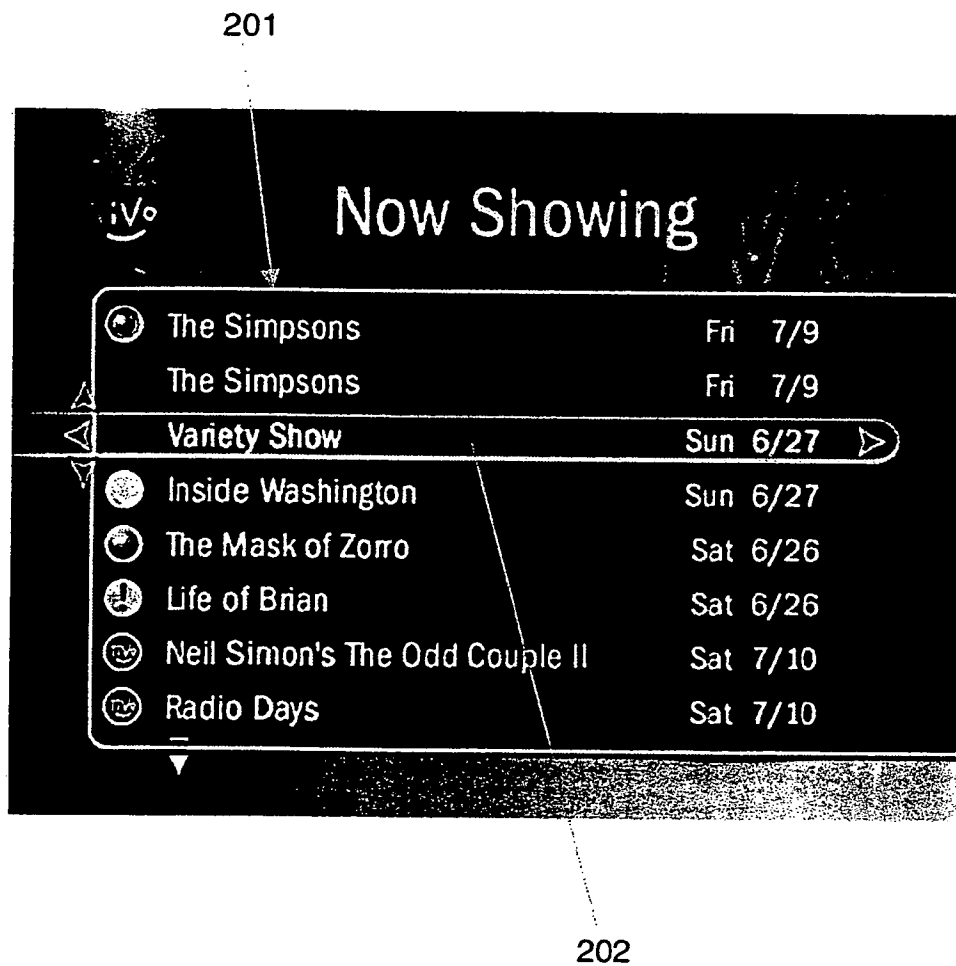 201
iVo
Now Showing
The Simpsons Fri 7/9
The Simpsons Fri 7/9
Variety Show Sun 6/27
Inside Washington Sun 6/27
The Mask of Zorro Sat 6/26
Life of Brian Sat 6/26
Neil Simon's The Odd Couple II Sat 7/10
Radio Days Sat 7/10
202